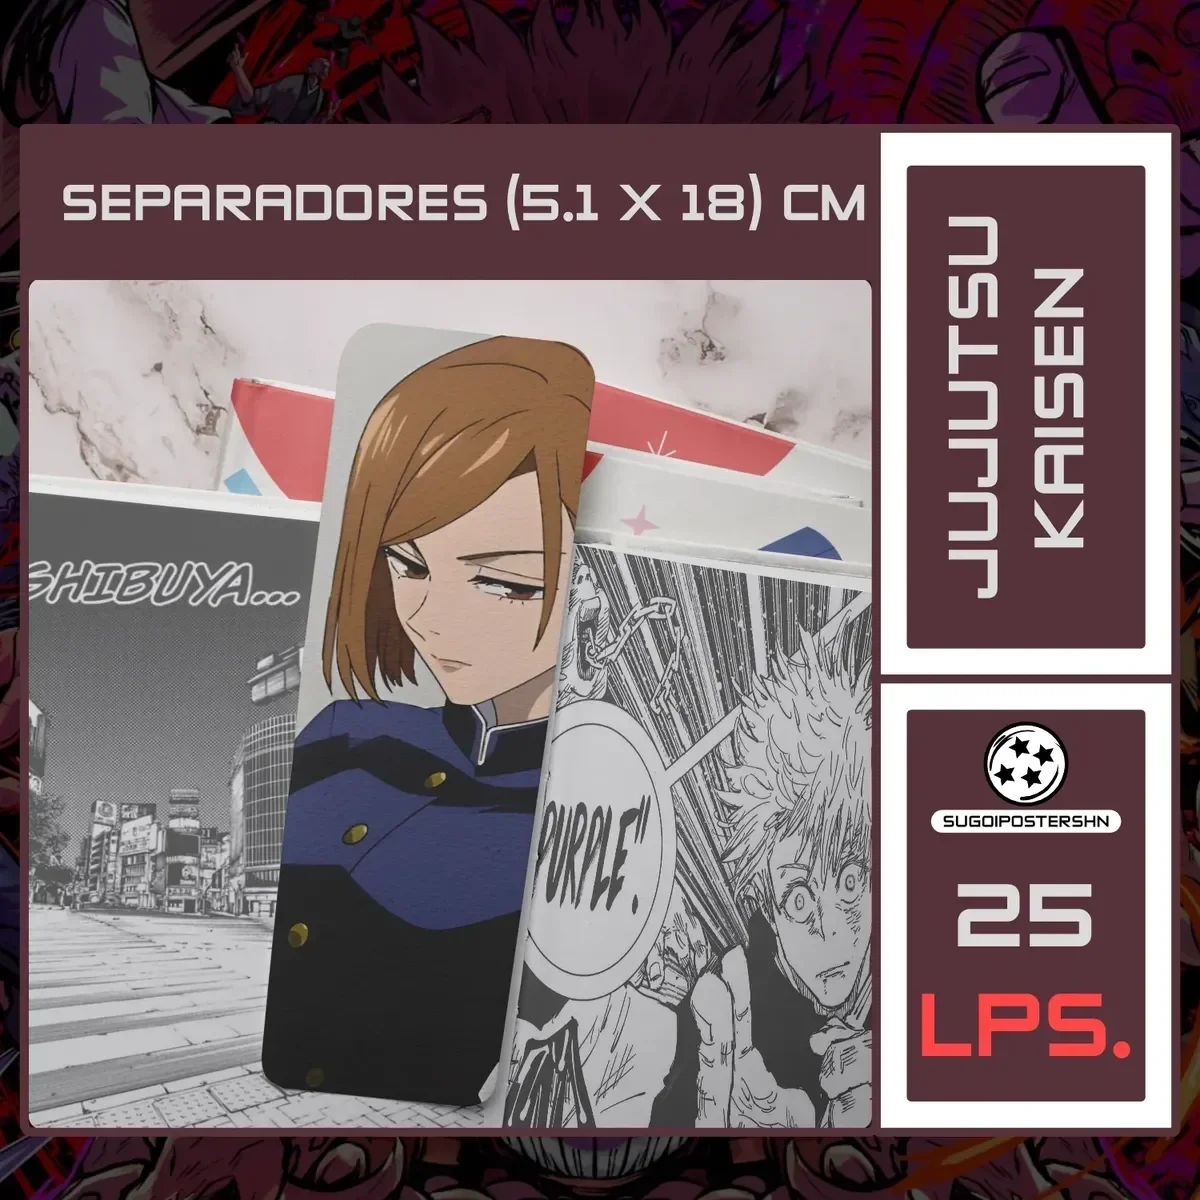 SEPARADORES (5.1 X 18) CM
JUJUTSU
KAISEN
SHIBUYA...
PURPLE".
SUGOIPOSTERSHN
25
LPS.